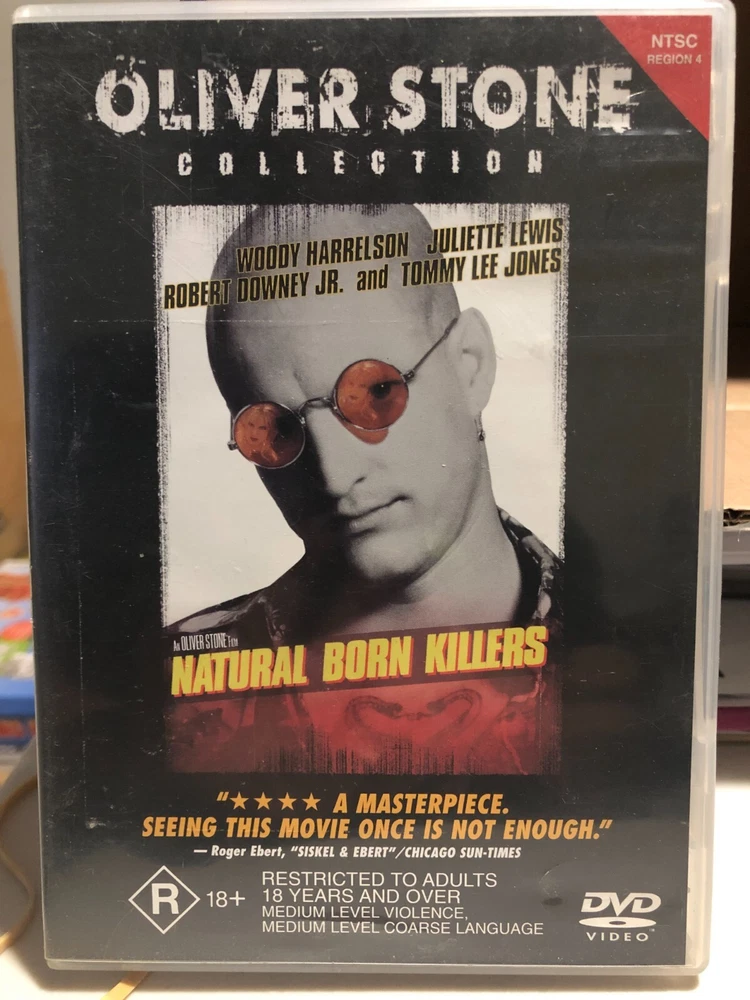 NTSC
REGION 4
OLIVER STONE
COLLECTION
WOODY HARRELSON JULIETTE LEWIS
ROBERT DOWNEY JR. and TOMMY LEE JONES
An OLIVER STONE Film
NATURAL BORN KILLERS
“★★★★ A MASTERPIECE.
SEEING THIS MOVIE ONCE IS NOT ENOUGH.”
— Roger Ebert, “SISKEL & EBERT”/CHICAGO SUN-TIMES
R 18+
RESTRICTED TO ADULTS
18 YEARS AND OVER
MEDIUM LEVEL VIOLENCE,
MEDIUM LEVEL COARSE LANGUAGE
DVD
VIDEO